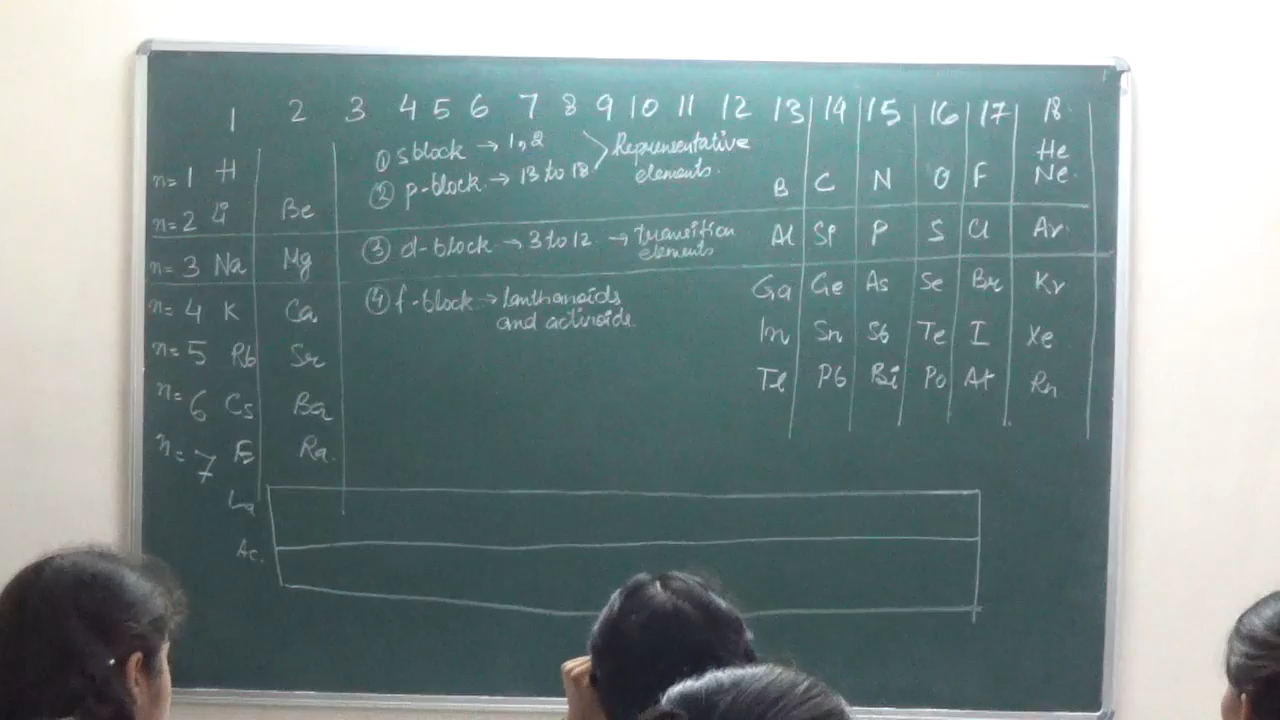 1 2 3 4 5 6 7 8 9 10 11 12 13 14 15 16 17 18
① s block → 1, 2
② p-block → 13 to 18
Representative
elements.
n=1 H He
n=2 Li Be B C N O F Ne
③ d-block → 3 to 12 → Transition
elements
n=3 Na Mg Al Si P S Cl Ar
④ f-block → lanthanoids
and actinoids
n=4 K Ca Ga Ge As Se Br Kr
n=5 Rb Sr In Sn Sb Te I Xe
n=6 Cs Ba Tl Pb Bi Po At Rn
n=7 Fr Ra
La
Ac.